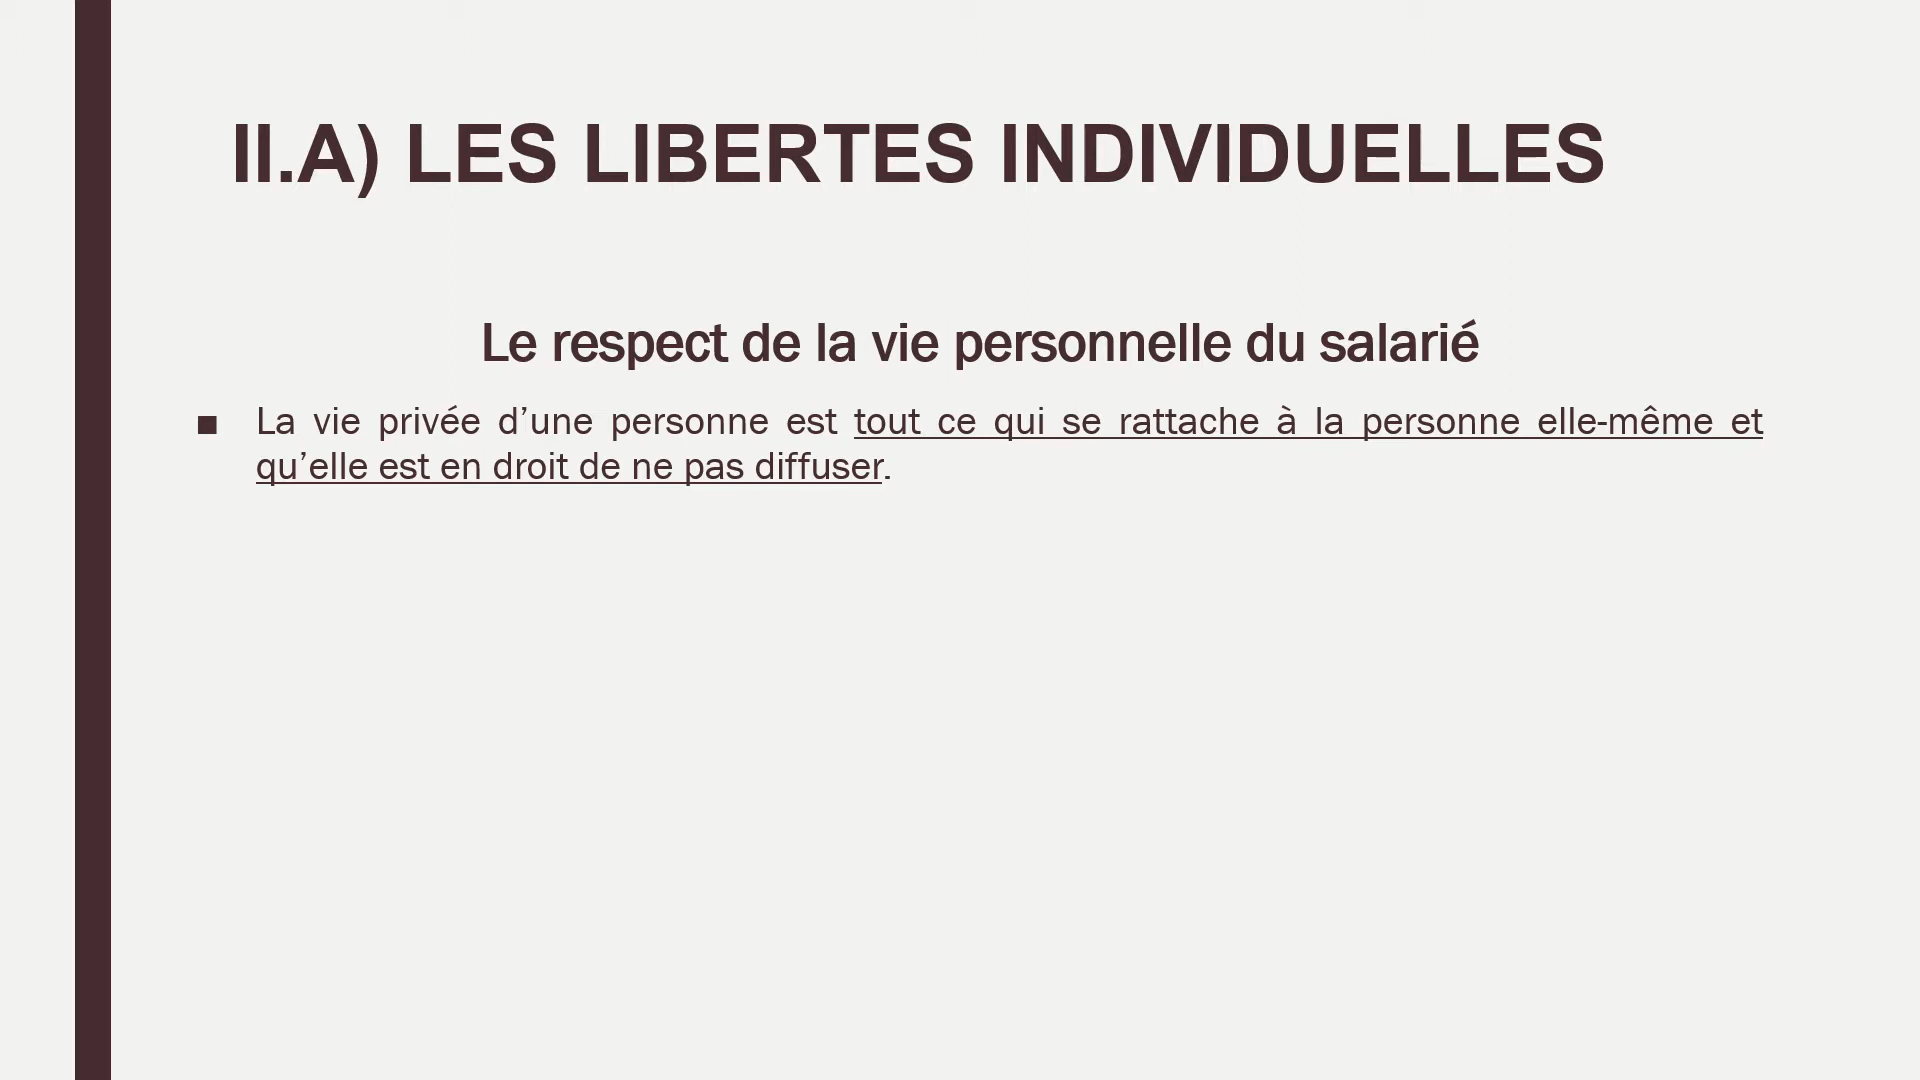 II.A) LES LIBERTES INDIVIDUELLES
Le respect de la vie personnelle du salarié
■ La vie privée d’une personne est tout ce qui se rattache à la personne elle-même et
qu’elle est en droit de ne pas diffuser.